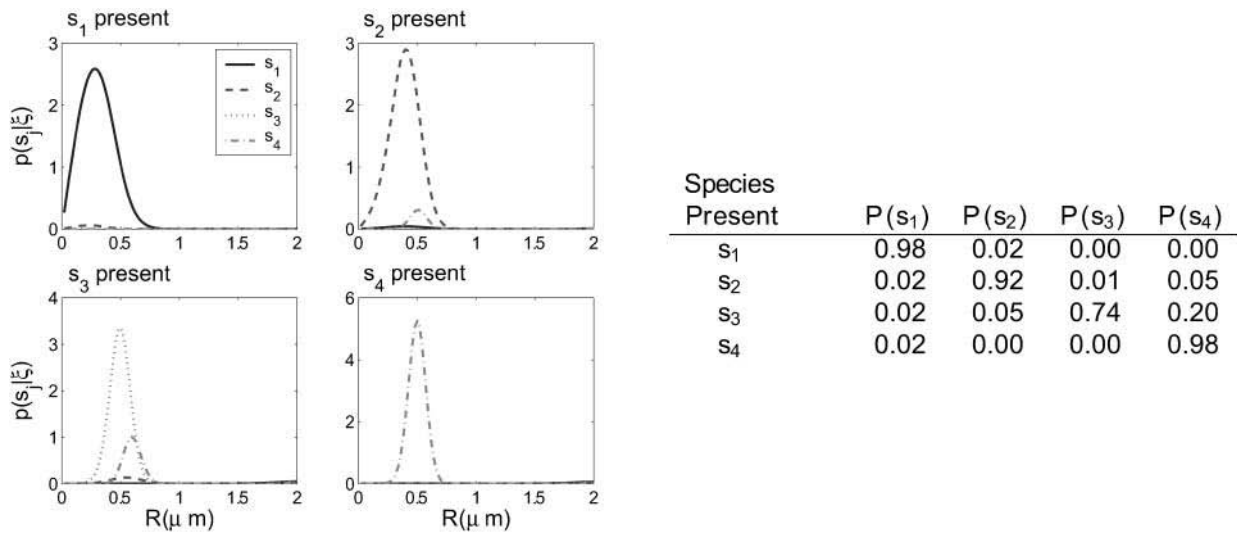 s1 present
3
2
1
0
p(sj|ξ)
0 0.5 1 1.5 2
s1
s2
s3
s4
s2 present
3
2
1
0
0 0.5 1 1.5 2
s3 present
4
3
2
1
0
p(sj|ξ)
0 0.5 1 1.5 2
R(μ m)
s4 present
6
4
2
0
0 0.5 1 1.5 2
R(μ m)
Species
Present P(s1) P(s2) P(s3) P(s4)
s1 0.98 0.02 0.00 0.00
s2 0.02 0.92 0.01 0.05
s3 0.02 0.05 0.74 0.20
s4 0.02 0.00 0.00 0.98